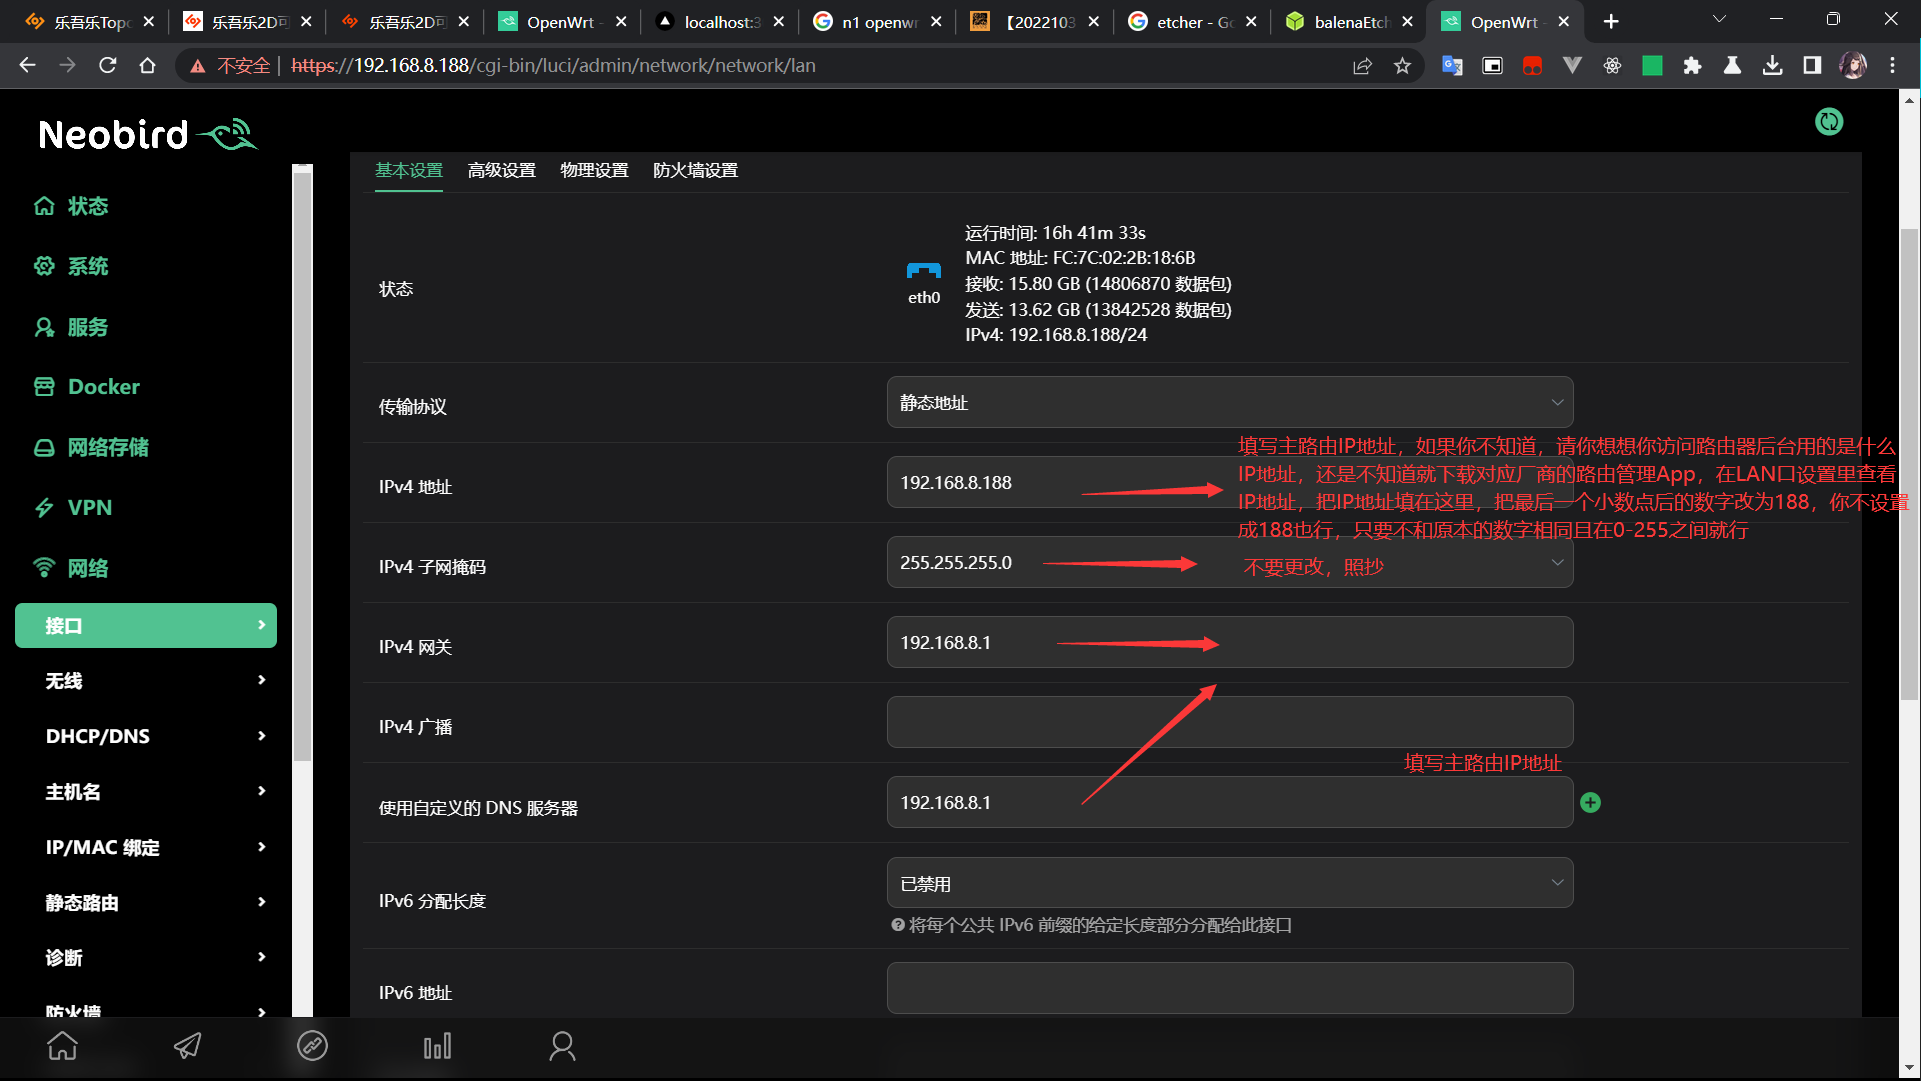 乐吾乐Topo
乐吾乐2D可
乐吾乐2D可
OpenWrt -
localhost:3
n1 openwr
【2022103
etcher - Go
balenaEtch
OpenWrt -
不安全 | https://192.168.8.188/cgi-bin/luci/admin/network/network/lan
Neobird
状态
系统
服务
Docker
网络存储
VPN
网络
接口
无线
DHCP/DNS
主机名
IP/MAC 绑定
静态路由
诊断
防火墙
基本设置 高级设置 物理设置 防火墙设置
状态
eth0
运行时间: 16h 41m 33s
MAC 地址: FC:7C:02:2B:18:6B
接收: 15.80 GB (14806870 数据包)
发送: 13.62 GB (13842528 数据包)
IPv4: 192.168.8.188/24
传输协议
静态地址
IPv4 地址
192.168.8.188
填写主路由IP地址，如果你不知道，请你想想你访问路由器后台用的是什么
IP地址，还是不知道就下载对应厂商的路由管理App，在LAN口设置里查看
IP地址，把IP地址填在这里，把最后一个小数点后的数字改为188，你不设置
成188也行，只要不和原本的数字相同且在0-255之间就行
IPv4 子网掩码
255.255.255.0
不要更改，照抄
IPv4 网关
192.168.8.1
IPv4 广播
填写主路由IP地址
使用自定义的 DNS 服务器
192.168.8.1
IPv6 分配长度
已禁用
将每个公共 IPv6 前缀的给定长度部分分配给此接口
IPv6 地址